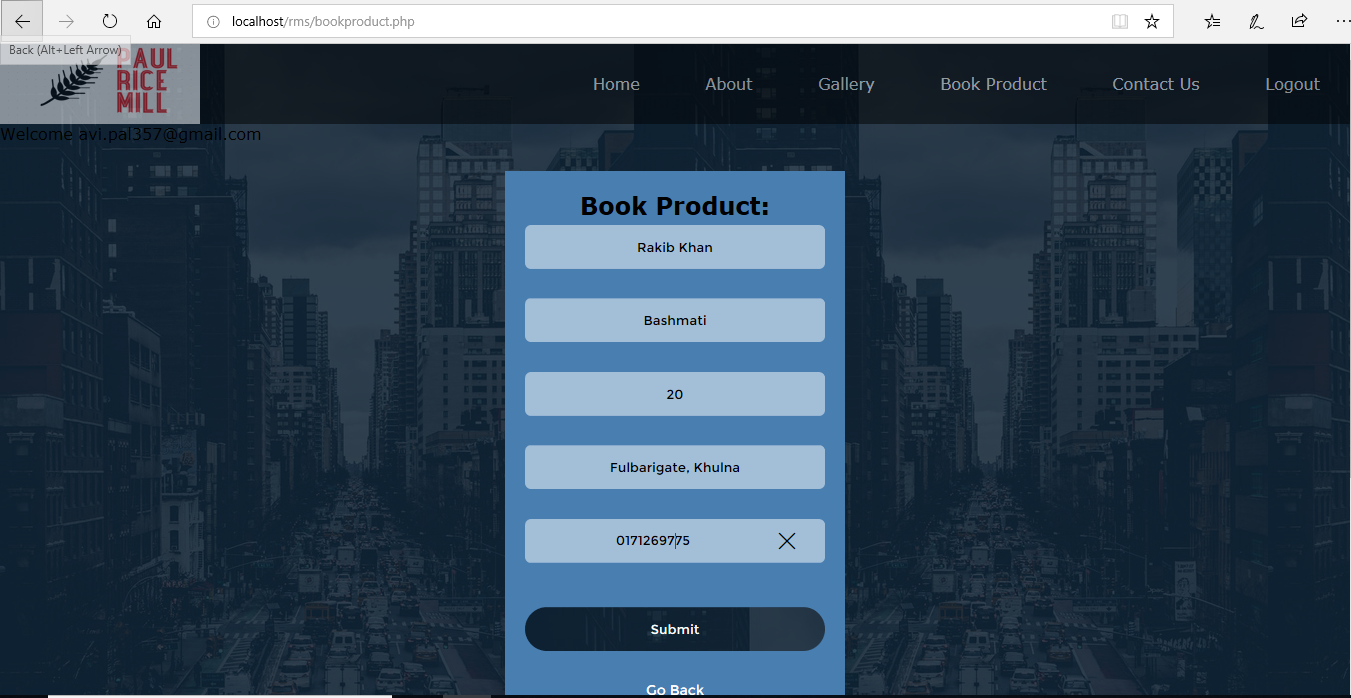 localhost/rms/bookproduct.php
Back (Alt+Left Arrow)
PAUL
RICE
MILL
Home About Gallery Book Product Contact Us Logout
Welcome avi.pal357@gmail.com
Book Product:
Rakib Khan
Bashmati
20
Fulbarigate, Khulna
0171269775
Submit
Go Back